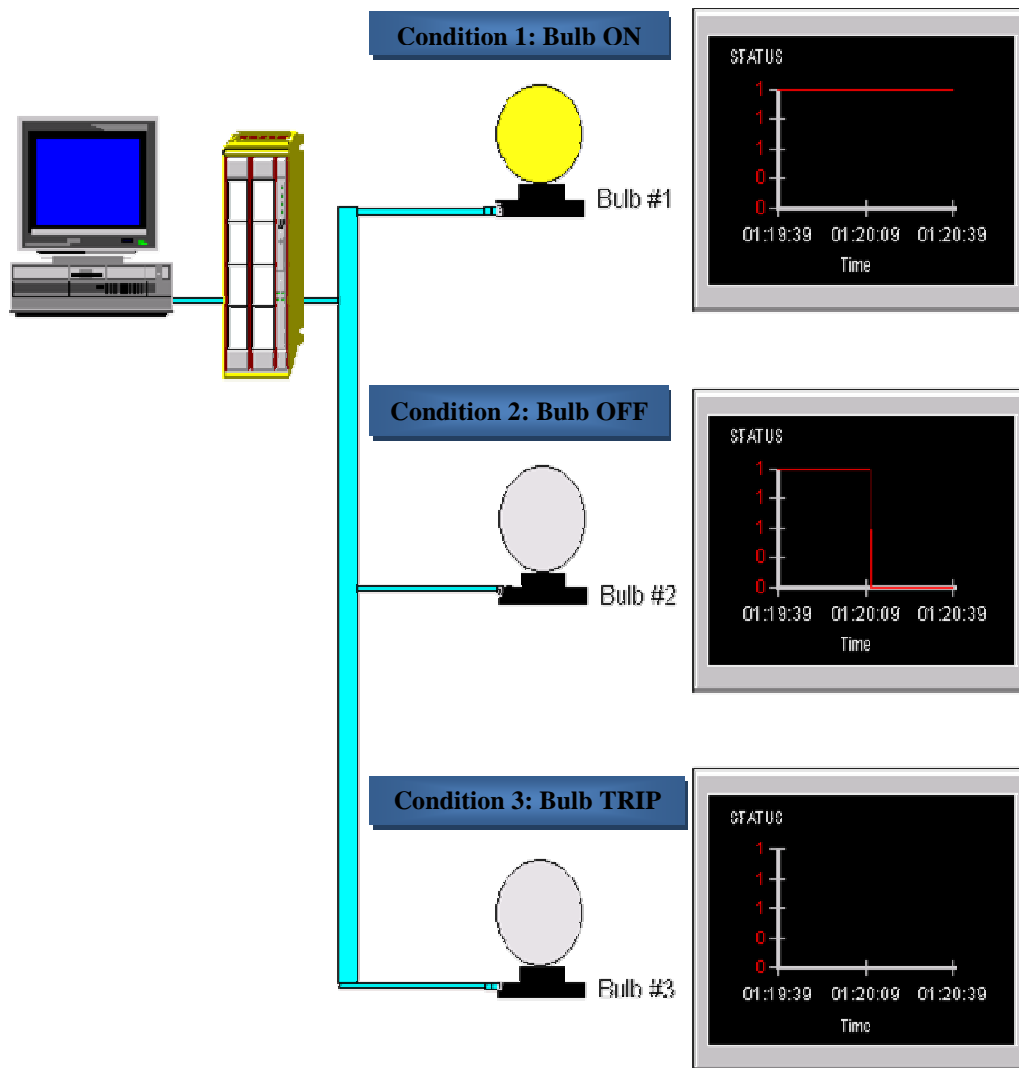 Condition 1: Bulb ON
STATUS
1
1
1
0
0
01:19:39 01:20:09 01:20:39
Time
Bulb #1
Condition 2: Bulb OFF
STATUS
1
1
1
0
0
01:19:39 01:20:09 01:20:39
Time
Bulb #2
Condition 3: Bulb TRIP
STATUS
1
1
1
0
0
01:19:39 01:20:09 01:20:39
Time
Bulb #3